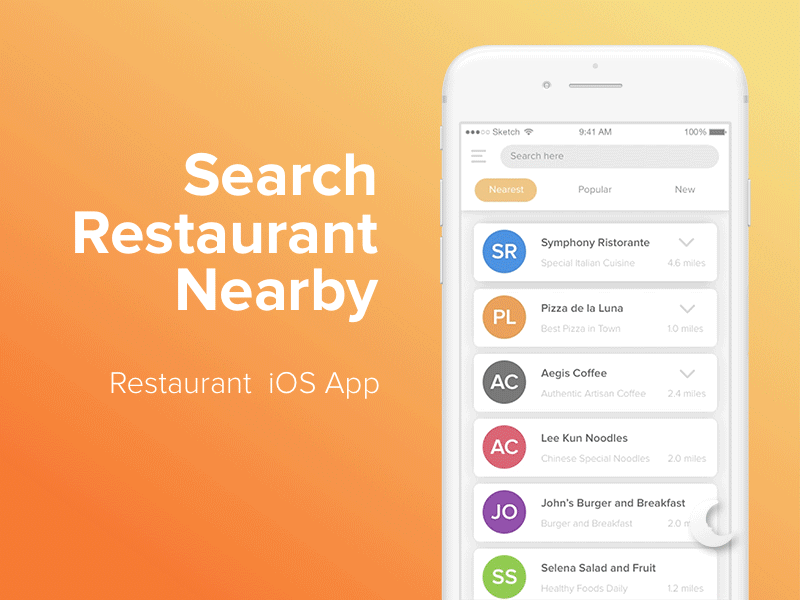 Search
Restaurant
Nearby
Restaurant iOS App
Sketch 9:41 AM 100%
Search here
Nearest Popular New
SR Symphony Ristorante
Special Italian Cuisine 4.6 miles
PL Pizza de la Luna
Best Pizza in Town 1.0 miles
AC Aegis Coffee
Authentic Artisan Coffee 2.4 miles
AC Lee Kun Noodles
Chinese Special Noodles 2.0 miles
JO John's Burger and Breakfast
Burger and Breakfast 2.0 m
SS Selena Salad and Fruit
Healthy Foods Daily 1.2 miles